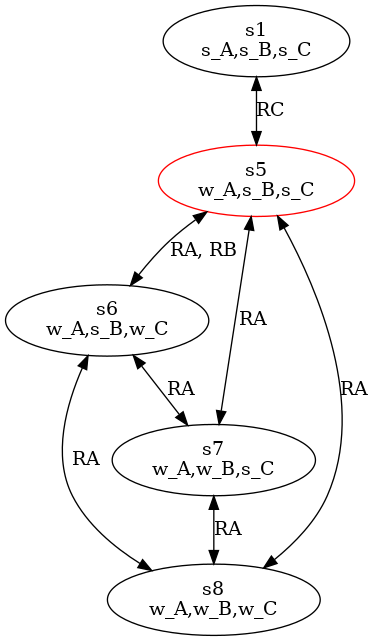 s1
s_A,s_B,s_C
RC
s5
w_A,s_B,s_C
RA, RB
s6
w_A,s_B,w_C
RA
RA
RA
s7
w_A,w_B,s_C
RA
RA
s8
w_A,w_B,w_C